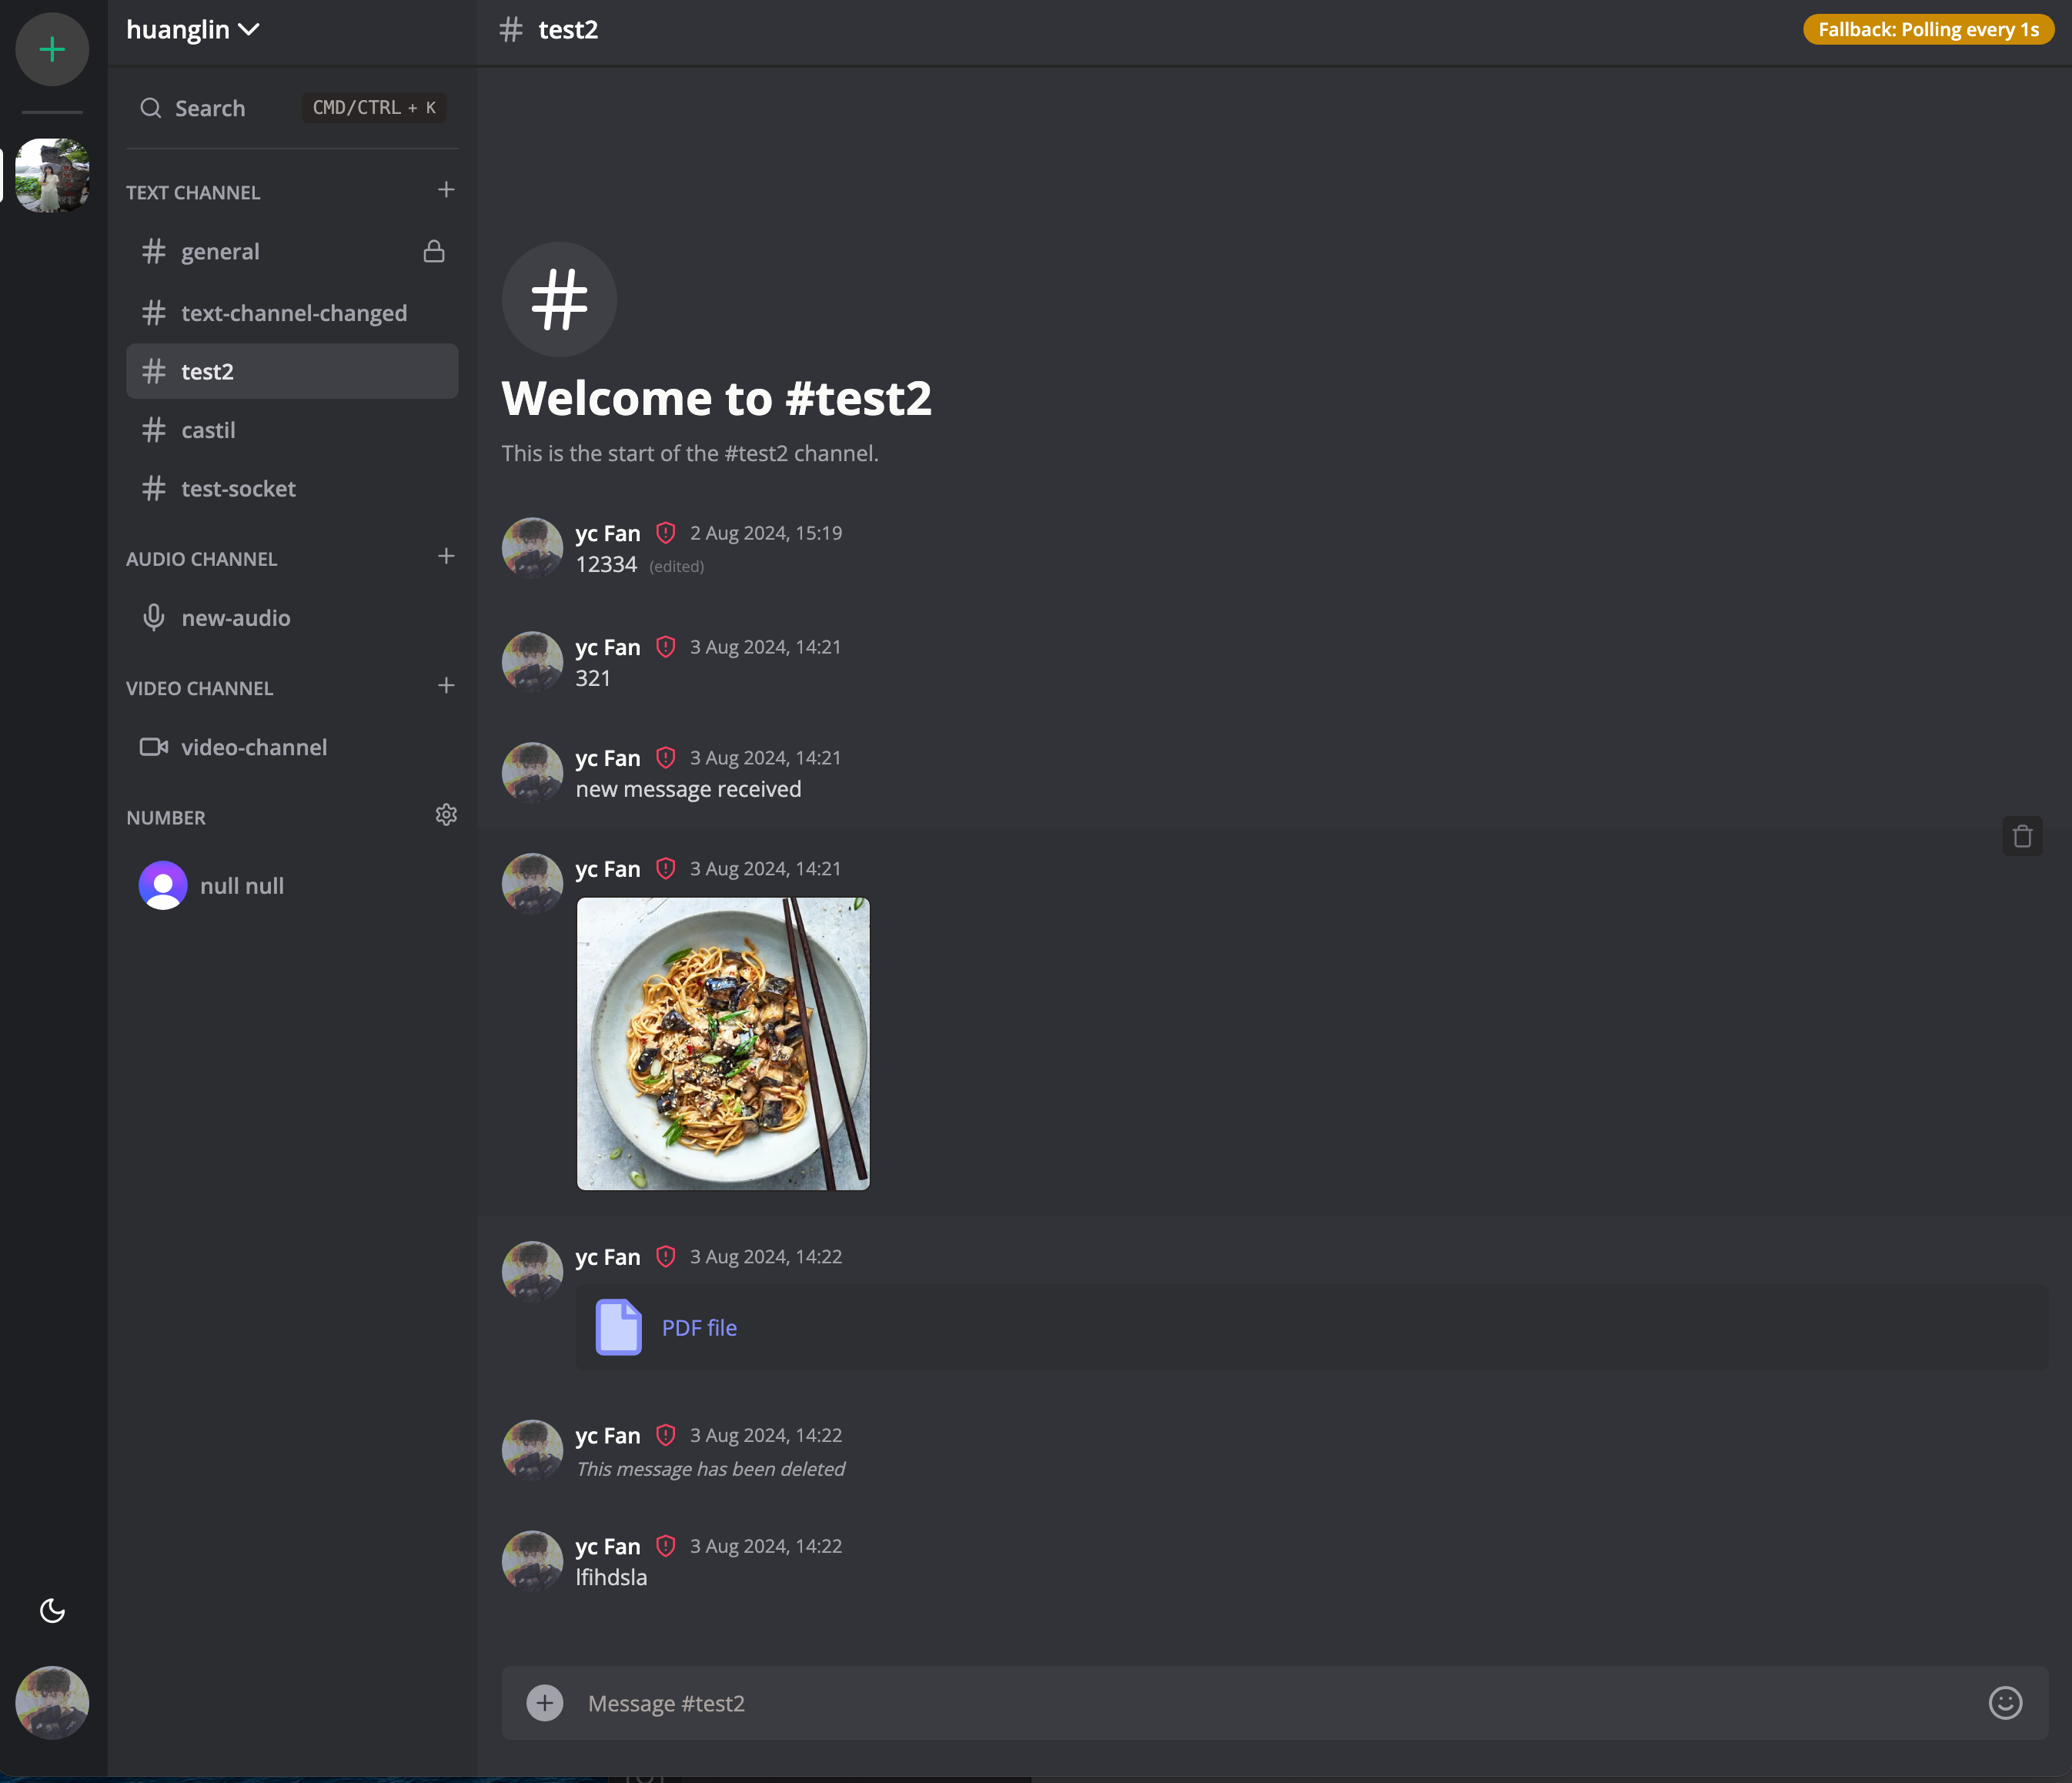 huanglin
Search
CMD/CTRL + K
TEXT CHANNEL
general
text-channel-changed
test2
castil
test-socket
AUDIO CHANNEL
new-audio
VIDEO CHANNEL
video-channel
NUMBER
null null
# test2
Fallback: Polling every 1s
#
Welcome to #test2
This is the start of the #test2 channel.
yc Fan 2 Aug 2024, 15:19
12334 (edited)
yc Fan 3 Aug 2024, 14:21
321
yc Fan 3 Aug 2024, 14:21
new message received
yc Fan 3 Aug 2024, 14:21
yc Fan 3 Aug 2024, 14:22
PDF file
yc Fan 3 Aug 2024, 14:22
This message has been deleted
yc Fan 3 Aug 2024, 14:22
lfihdsla
Message #test2